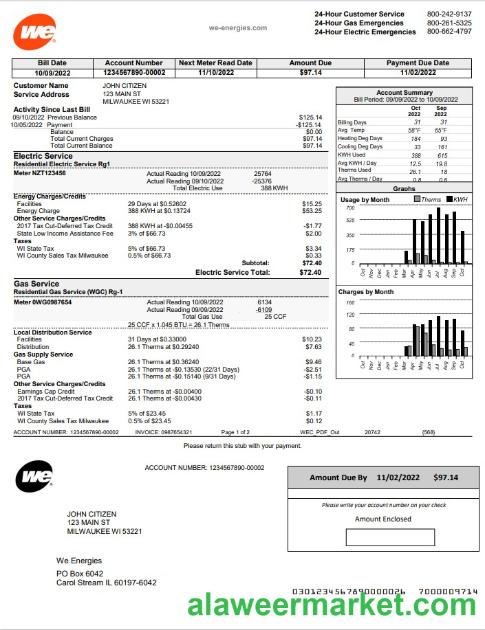 we
we-energies.com
24-Hour Customer Service 800-242-9137
24-Hour Gas Emergencies 800-261-5325
24-Hour Electric Emergencies 800-662-4797
Bill Date Account Number Next Meter Read Date Amount Due Payment Due Date
10/09/2022 1234567890-00002 11/10/2022 $97.14 11/02/2022
Customer Name JOHN CITIZEN
Service Address 123 MAIN ST
MILWAUKEE WI 53221
Activity Since Last Bill
09/10/2022 Previous Balance $125.14
10/05/2022 Payment -$125.14
Balance $0.00
Total Current Charges $97.14
Total Current Balance $97.14
Electric Service
Residential Electric Service Rg1
Meter NZT123456 Actual Reading 10/09/2022 25764
Actual Reading 09/10/2022 -25376
Total Electric Use 388 KWH
Energy Charges/Credits
Facilities 29 Days at $0.52602 $15.25
Energy Charge 388 KWH at $0.13724 $53.25
Other Service Charges/Credits
2017 Tax Cut-Deferred Tax Credit 388 KWH at -$0.00455 -$1.77
State Low Income Assistance Fee 3% of $66.73 $2.00
Taxes
WI State Tax 5% of $66.73 $3.34
WI County Sales Tax Milwaukee 0.5% of $66.73 $0.33
Subtotal: $72.40
Electric Service Total: $72.40
Gas Service
Residential Gas Service (WGC) Rg-1
Meter 0WG0987654 Actual Reading 10/09/2022 6134
Actual Reading 09/10/2022 -6109
Total Gas Use 25 CCF
25 CCF x 1.045 BTU = 26.1 Therms
Local Distribution Service
Facilities 31 Days at $0.33000 $10.23
Distribution 26.1 Therms at $0.29240 $7.63
Gas Supply Service
Base Gas 26.1 Therms at $0.36240 $9.46
PGA 26.1 Therms at -$0.13530 (22/31 Days) -$2.51
PGA 26.1 Therms at -$0.15140 (9/31 Days) -$1.15
Other Service Charges/Credits
Earnings Cap Credit 26.1 Therms at -$0.00400 -$0.10
2017 Tax Cut-Deferred Tax Credit 26.1 Therms at -$0.00430 -$0.11
Taxes
WI State Tax 5% of $23.45 $1.17
WI County Sales Tax Milwaukee 0.5% of $23.45 $0.12
Account Summary
Bill Period: 09/09/2022 to 10/09/2022
Oct Sep
2022 2022
Billing Days 31 31
Avg Temp 58°F 65°F
Heating Deg Days 184 93
Cooling Deg Days 33 161
KWH Used 388 615
Avg KWH / Day 12.5 19.8
Therms Used 26.1 18
Avg Therms / Day 0.8 0.6
Graphs
Usage by Month Therms KWH
700
525
350
175
0
Oct Nov Dec Jan Feb Mar Apr May Jun Jul Aug Sep Oct
Charges by Month
160
120
80
40
0
Oct Nov Dec Jan Feb Mar Apr May Jun Jul Aug Sep Oct
ACCOUNT NUMBER: 1234567890-00002 INVOICE: 0987654321 Page 1 of 2 WEC_PDF_Out 20742 (568)
Please return this stub with your payment.
we
ACCOUNT NUMBER: 1234567890-00002
Amount Due By 11/02/2022 $97.14
Please write your account number on your check
Amount Enclosed
JOHN CITIZEN
123 MAIN ST
MILWAUKEE WI 53221
We Energies
PO Box 6042
Carol Stream IL 60197-6042
0301234567890000026 7000009714
alaweermarket.com